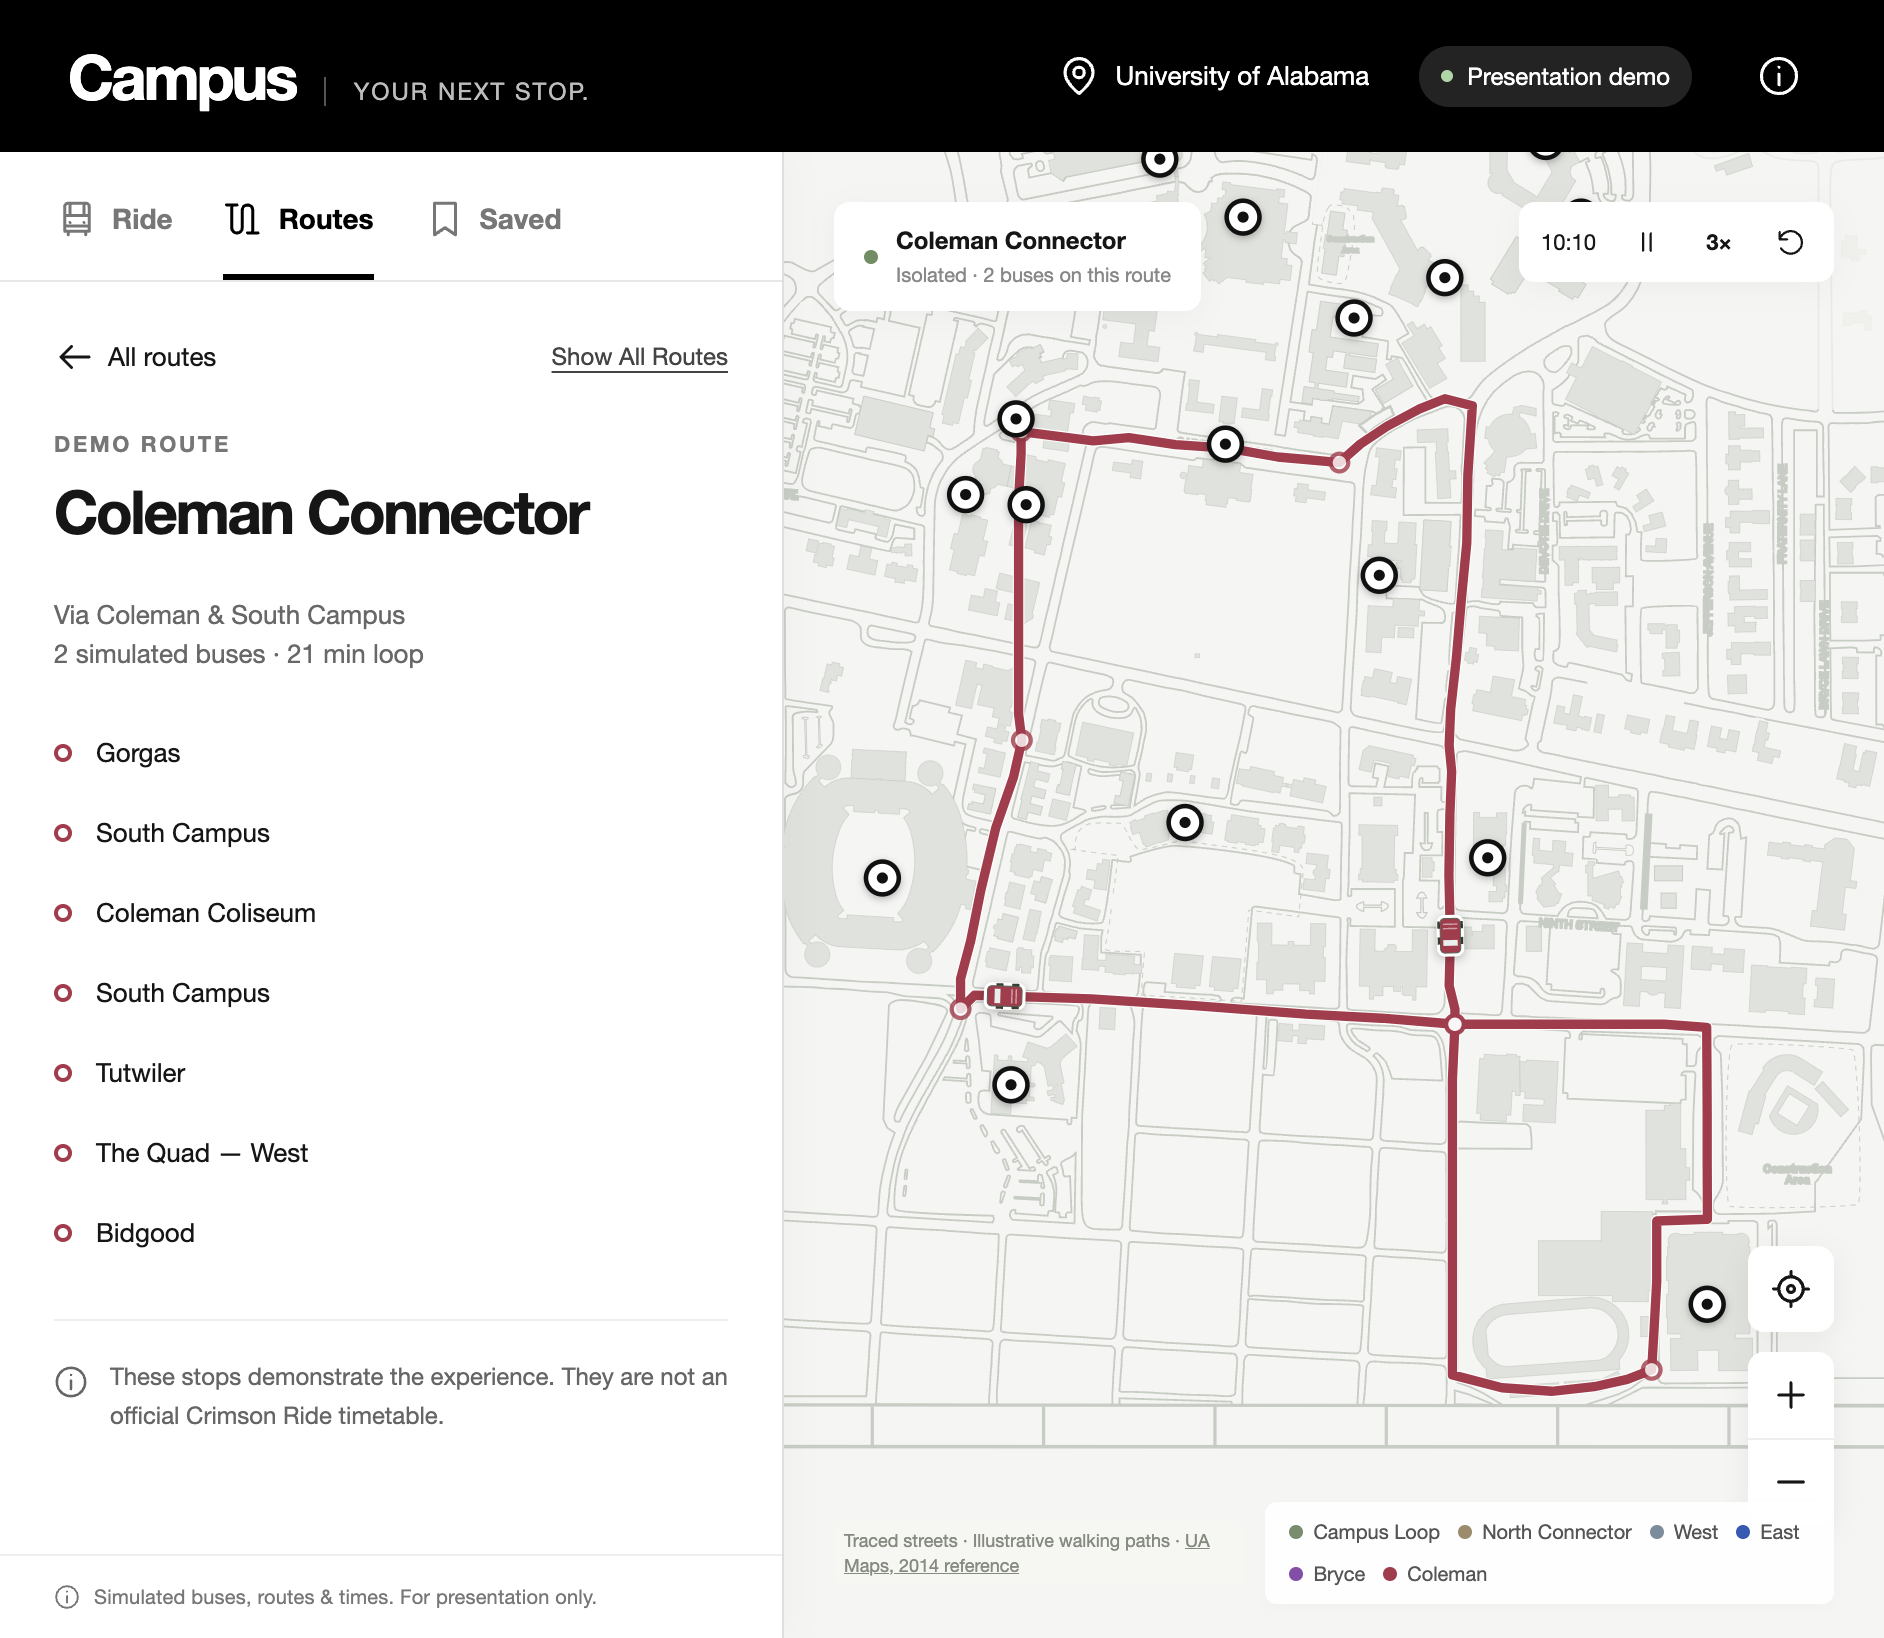 Campus
YOUR NEXT STOP.
University of Alabama
Presentation demo
Ride
Routes
Saved
All routes
Show All Routes
DEMO ROUTE
Coleman Connector
Via Coleman & South Campus
2 simulated buses · 21 min loop
Gorgas
South Campus
Coleman Coliseum
South Campus
Tutwiler
The Quad — West
Bidgood
These stops demonstrate the experience. They are not an
official Crimson Ride timetable.
Simulated buses, routes & times. For presentation only.
Coleman Connector
Isolated · 2 buses on this route
10:10
3×
NINTH STREET
Construction
Area
Traced streets · Illustrative walking paths · UA
Maps, 2014 reference
Campus Loop
North Connector
West
East
Bryce
Coleman